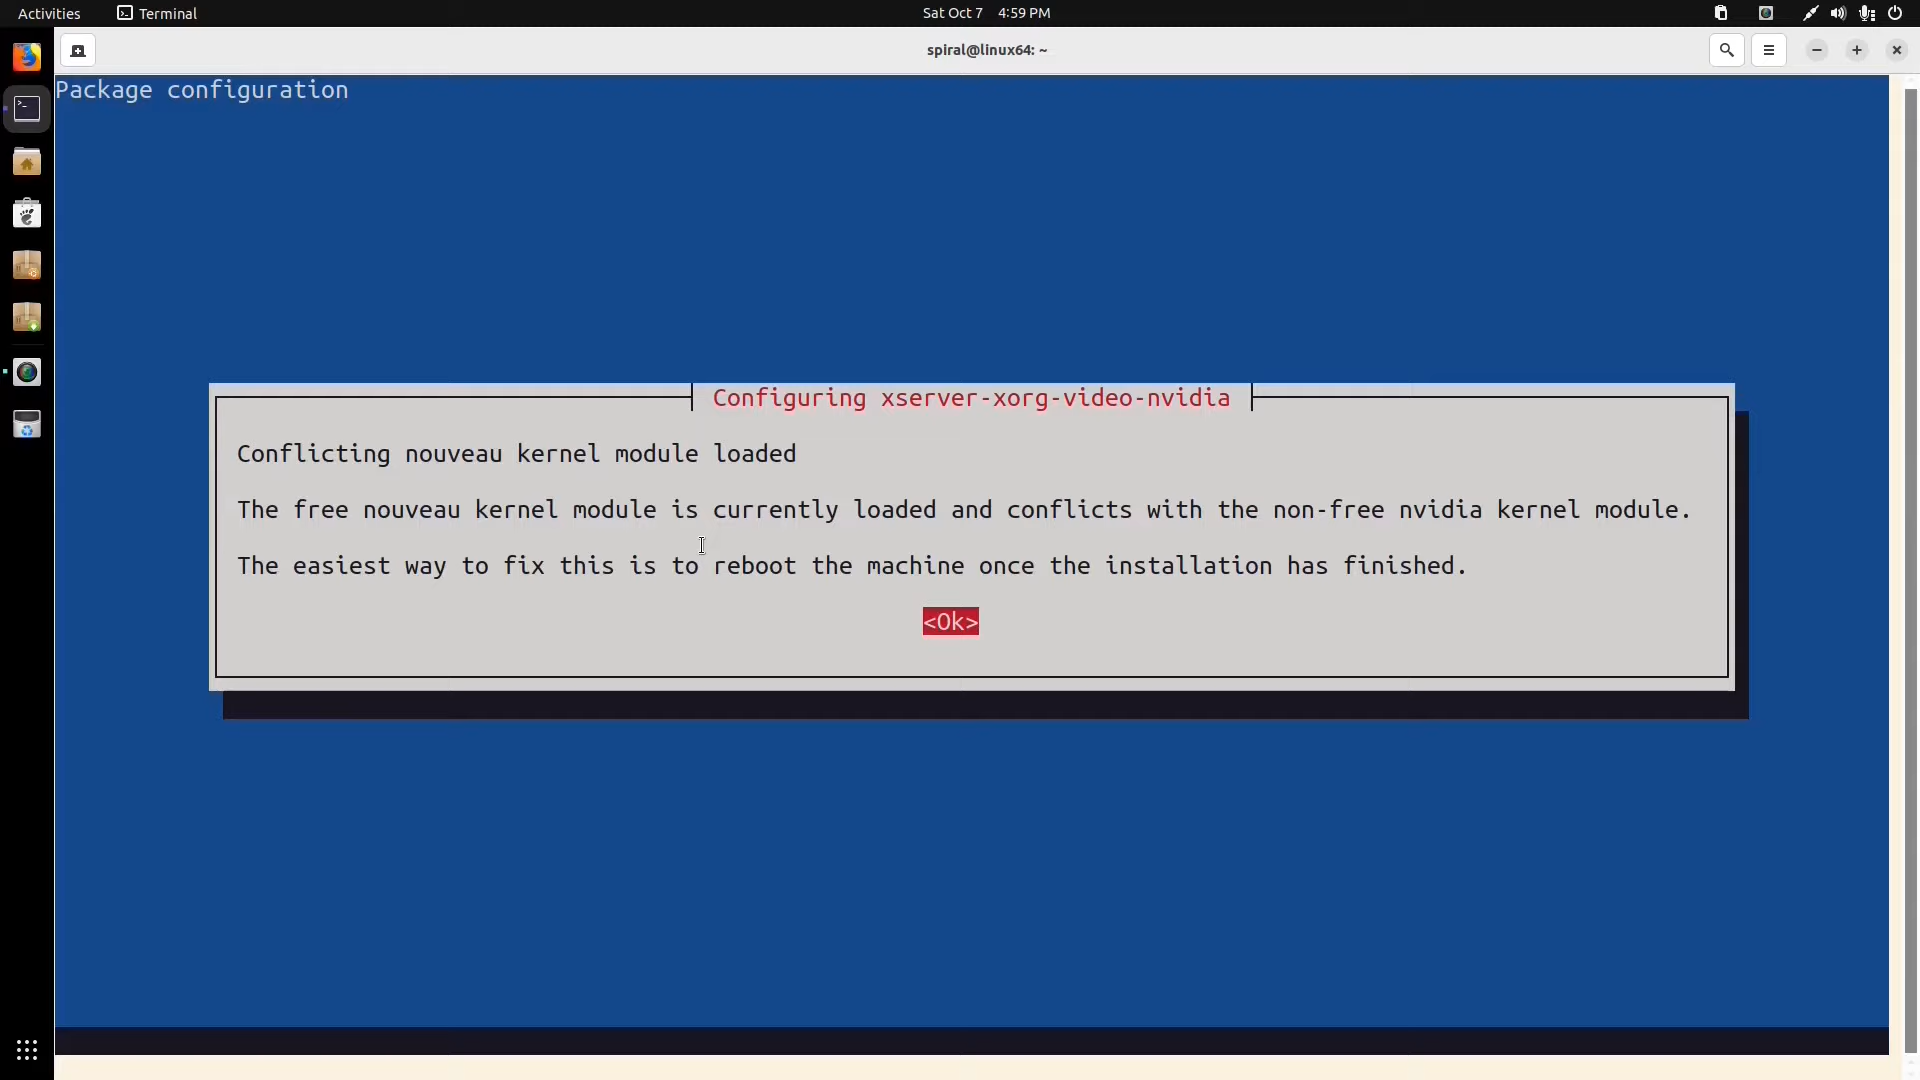 Activities
Terminal
Sat Oct 7 4:59 PM
spiral@linux64: ~
Package configuration
Configuring xserver-xorg-video-nvidia
Conflicting nouveau kernel module loaded
The free nouveau kernel module is currently loaded and conflicts with the non-free nvidia kernel module.
The easiest way to fix this is to reboot the machine once the installation has finished.
<Ok>